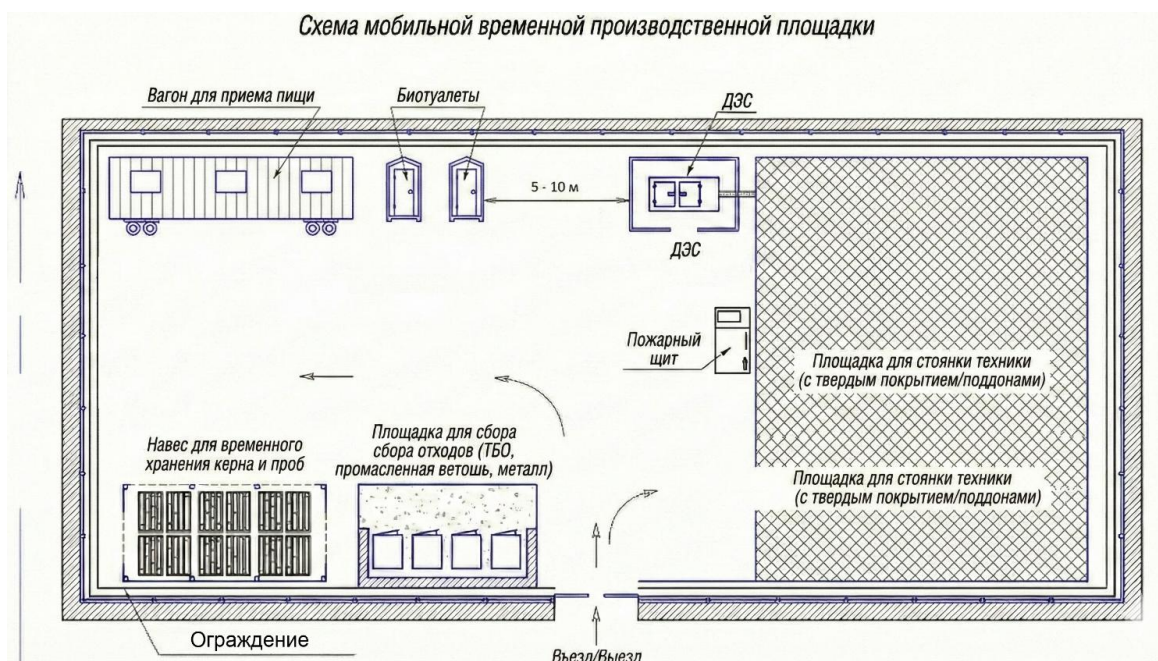 Схема мобильной временной производственной площадки
Вагон для приема пищи
Биотуалеты
ДЭС
5 - 10 м
ДЭС
Пожарный
щит
Площадка для стоянки техники
(с твердым покрытием/поддонами)
Навес для временного
хранения керна и проб
Площадка для сбора
сбора отходов (ТБО,
промасленная ветошь, металл)
Площадка для стоянки техники
(с твердым покрытием/поддонами)
Ограждение
Въезд/Выезд